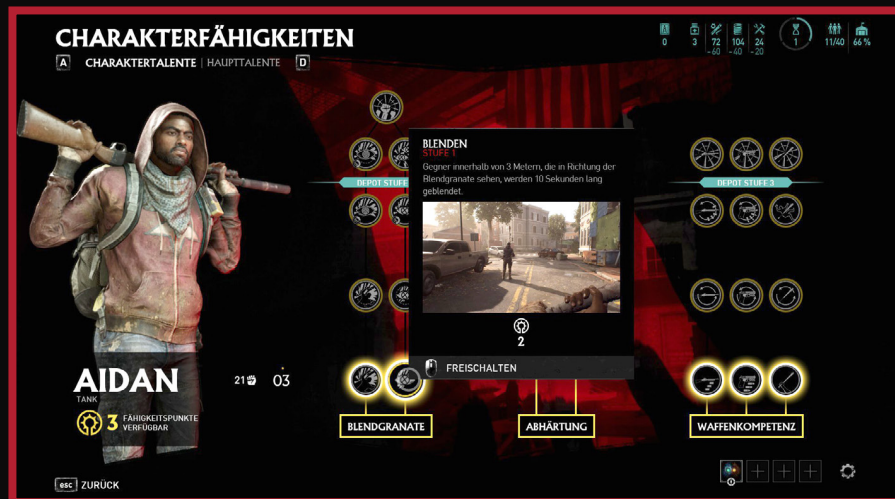 CHARAKTERFÄHIGKEITEN
A CHARAKTERTALENTE | HAUPTTALENTE D
0 3 72 104 24 1 11/40 66 %
-60 -40 -20
BLENDEN
STUFE 1
Gegner innerhalb von 3 Metern, die in Richtung der
Blendgranate sehen, werden 10 Sekunden lang
geblendet.
DEPOT STUFE
DEPOT STUFE 3
2
FREISCHALTEN
AIDAN
TANK
21 03
3 FÄHIGKEITSPUNKTE
VERFÜGBAR
BLENDGRANATE
ABHÄRTUNG
WAFFENKOMPETENZ
esc ZURÜCK